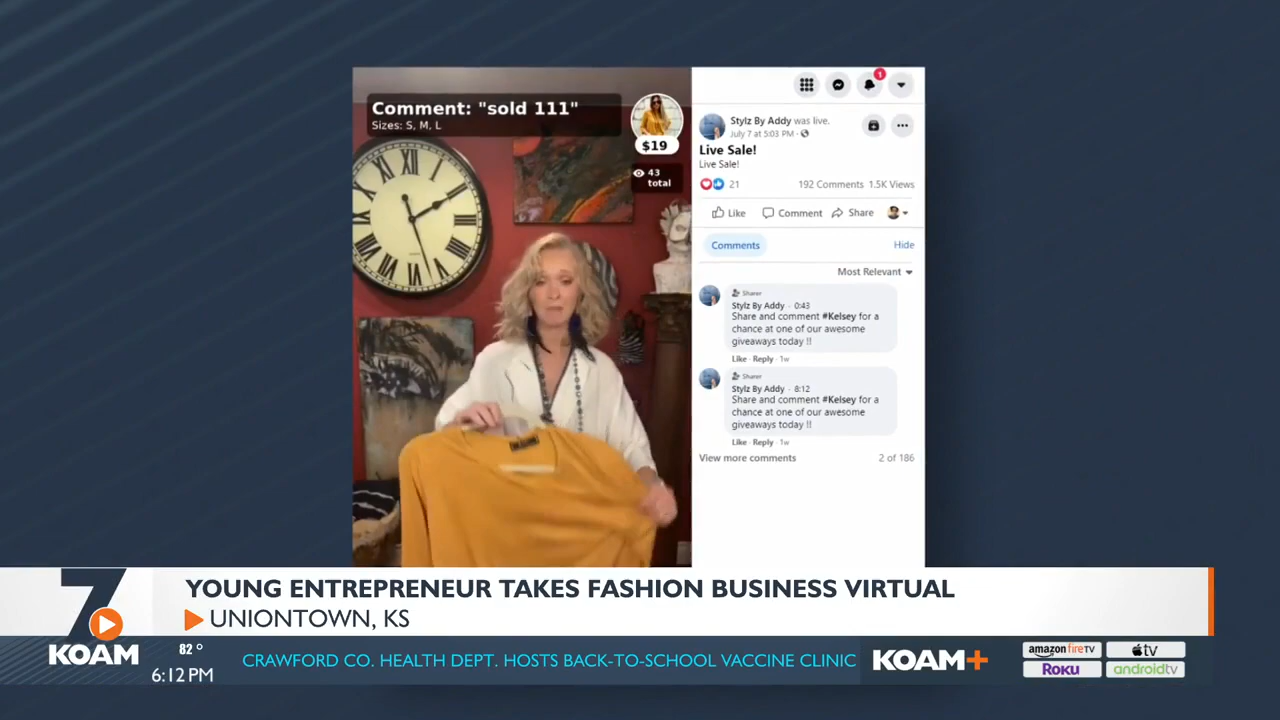 Comment: "sold 111"
Sizes: S, M, L
$19
43
total
1
Stylz By Addy was live.
July 7 at 5:03 PM ·
Live Sale!
Live Sale!
21 192 Comments 1.5K Views
Like Comment Share
Comments Hide
Most Relevant
Sharer
Stylz By Addy · 0:43
Share and comment #Kelsey for a
chance at one of our awesome
giveaways today !!
Like · Reply · 1w
Sharer
Stylz By Addy · 8:12
Share and comment #Kelsey for a
chance at one of our awesome
giveaways today !!
Like · Reply · 1w
View more comments 2 of 186
YOUNG ENTREPRENEUR TAKES FASHION BUSINESS VIRTUAL
UNIONTOWN, KS
7
KOAM
82°
6:12 PM
CRAWFORD CO. HEALTH DEPT. HOSTS BACK-TO-SCHOOL VACCINE CLINIC
KOAM+
amazon fireTV
tv
Roku
androidtv